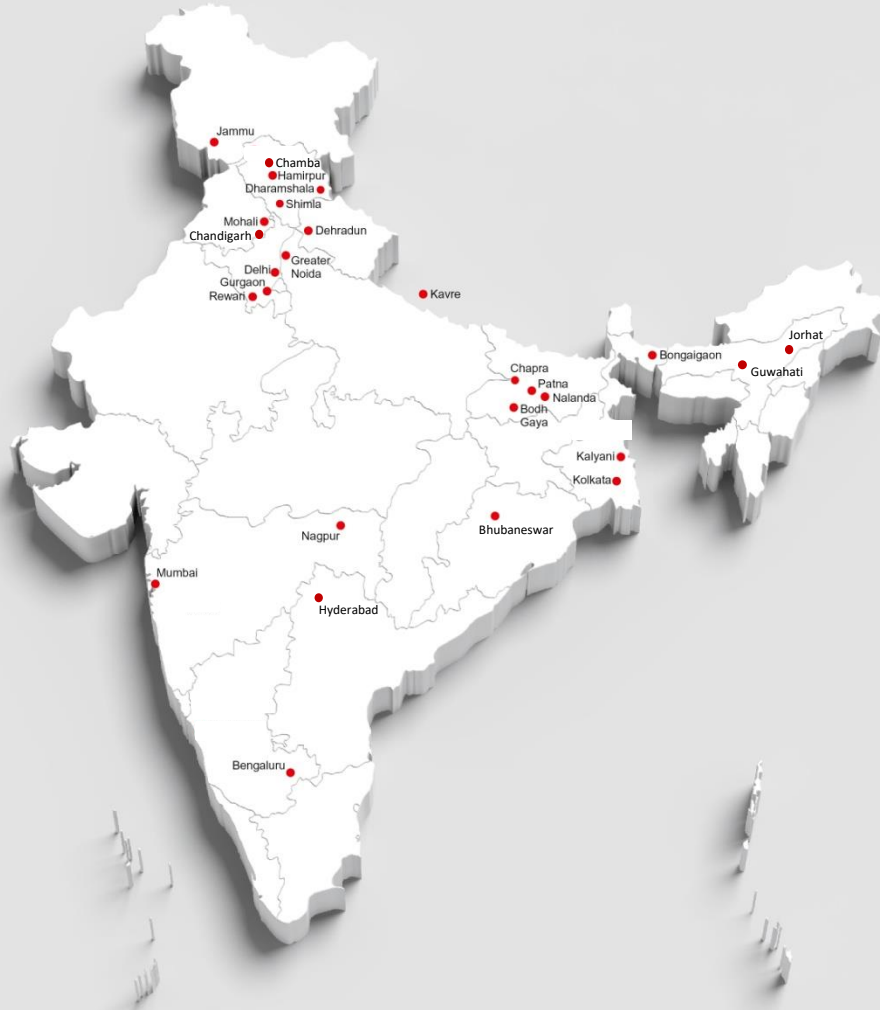 Jammu
Chamba
Hamirpur
Dharamshala
Shimla
Mohali
Chandigarh
Dehradun
Greater
Noida
Delhi
Gurgaon
Rewari
Kavre
Jorhat
Bongaigaon
Guwahati
Chapra
Patna
Nalanda
Bodh
Gaya
Kalyani
Kolkata
Bhubaneswar
Nagpur
Mumbai
Hyderabad
Bengaluru